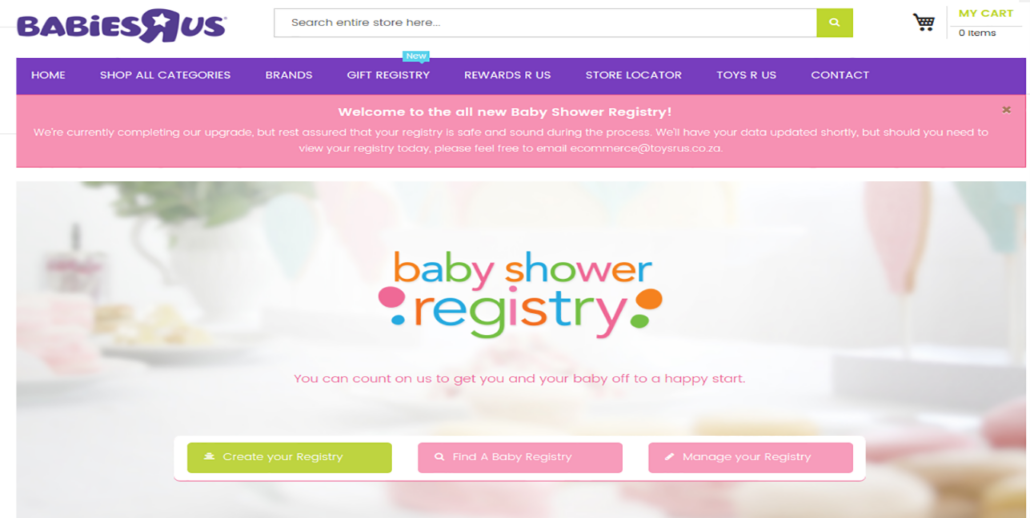 BABiESRUS
Search entire store here...
MY CART
0 Items
New
HOME SHOP ALL CATEGORIES BRANDS GIFT REGISTRY REWARDS R US STORE LOCATOR TOYS R US CONTACT
Welcome to the all new Baby Shower Registry!
We're currently completing our upgrade, but rest assured that your registry is safe and sound during the process. We'll have your data updated shortly, but should you need to
view your registry today, please feel free to email ecommerce@toysrus.co.za.
baby shower
registry
You can count on us to get you and your baby off to a happy start.
Create your Registry Find A Baby Registry Manage your Registry